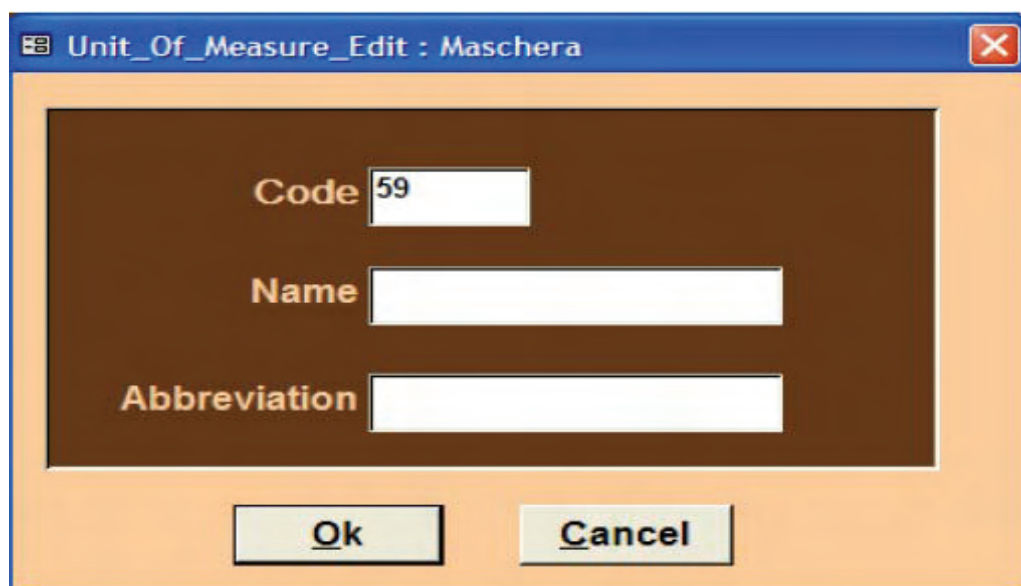 Unit_Of_Measure_Edit : Maschera
Code 59
Name
Abbreviation
Ok Cancel